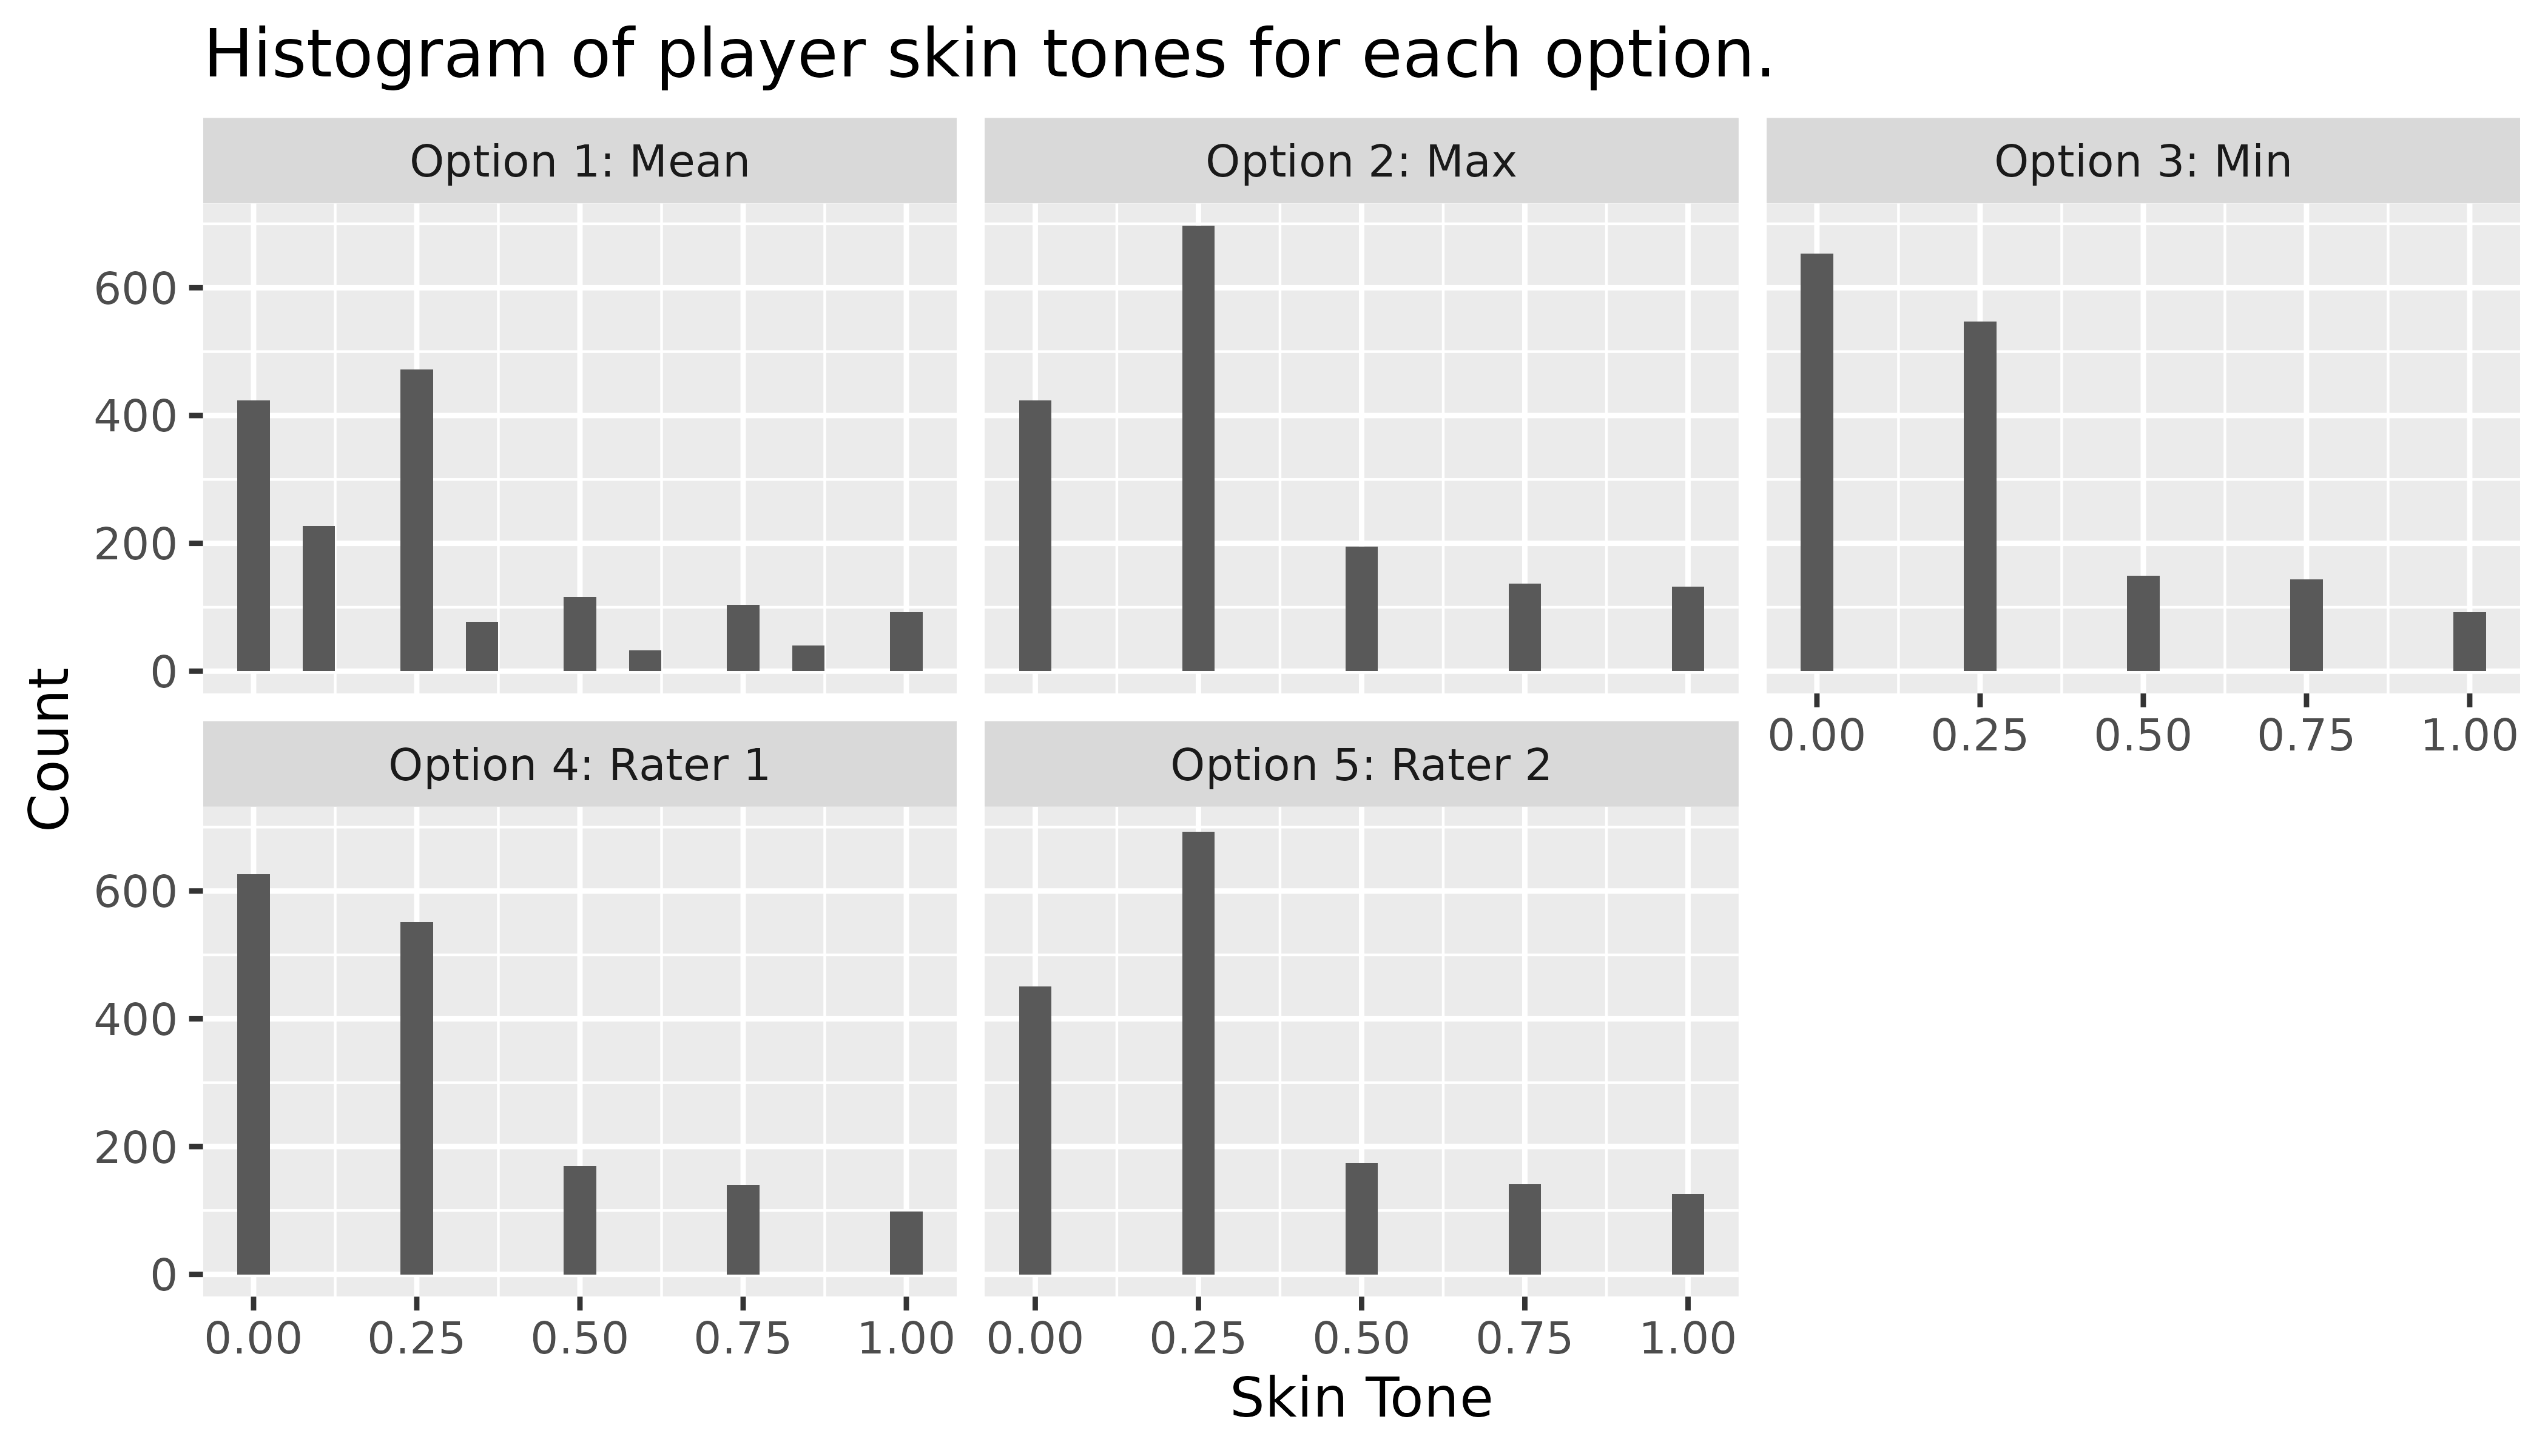 Histogram of player skin tones for each option.
Option 1: Mean
Option 2: Max
Option 3: Min
600
400
200
0
0.00 0.25 0.50 0.75 1.00
Count
Option 4: Rater 1
Option 5: Rater 2
600
400
200
0
0.00 0.25 0.50 0.75 1.00
0.00 0.25 0.50 0.75 1.00
Skin Tone